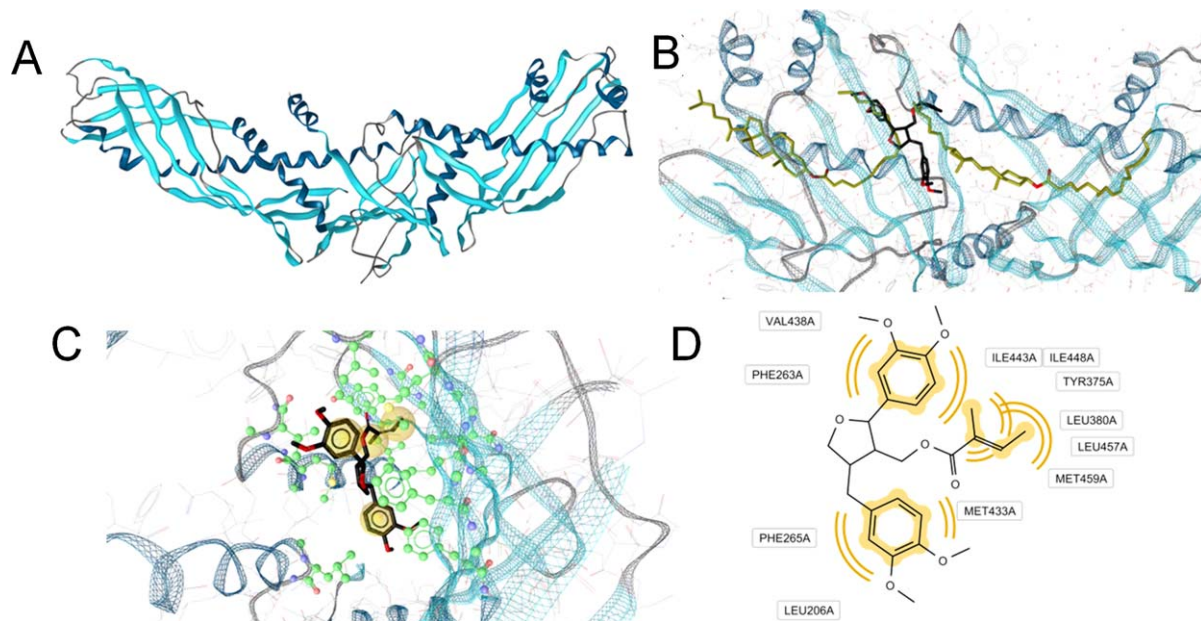 A
B
C
D
VAL438A
PHE263A
ILE443A ILE448A
TYR375A
LEU380A
LEU457A
MET459A
MET433A
PHE265A
LEU206A
O
O
O
O
O
O
O